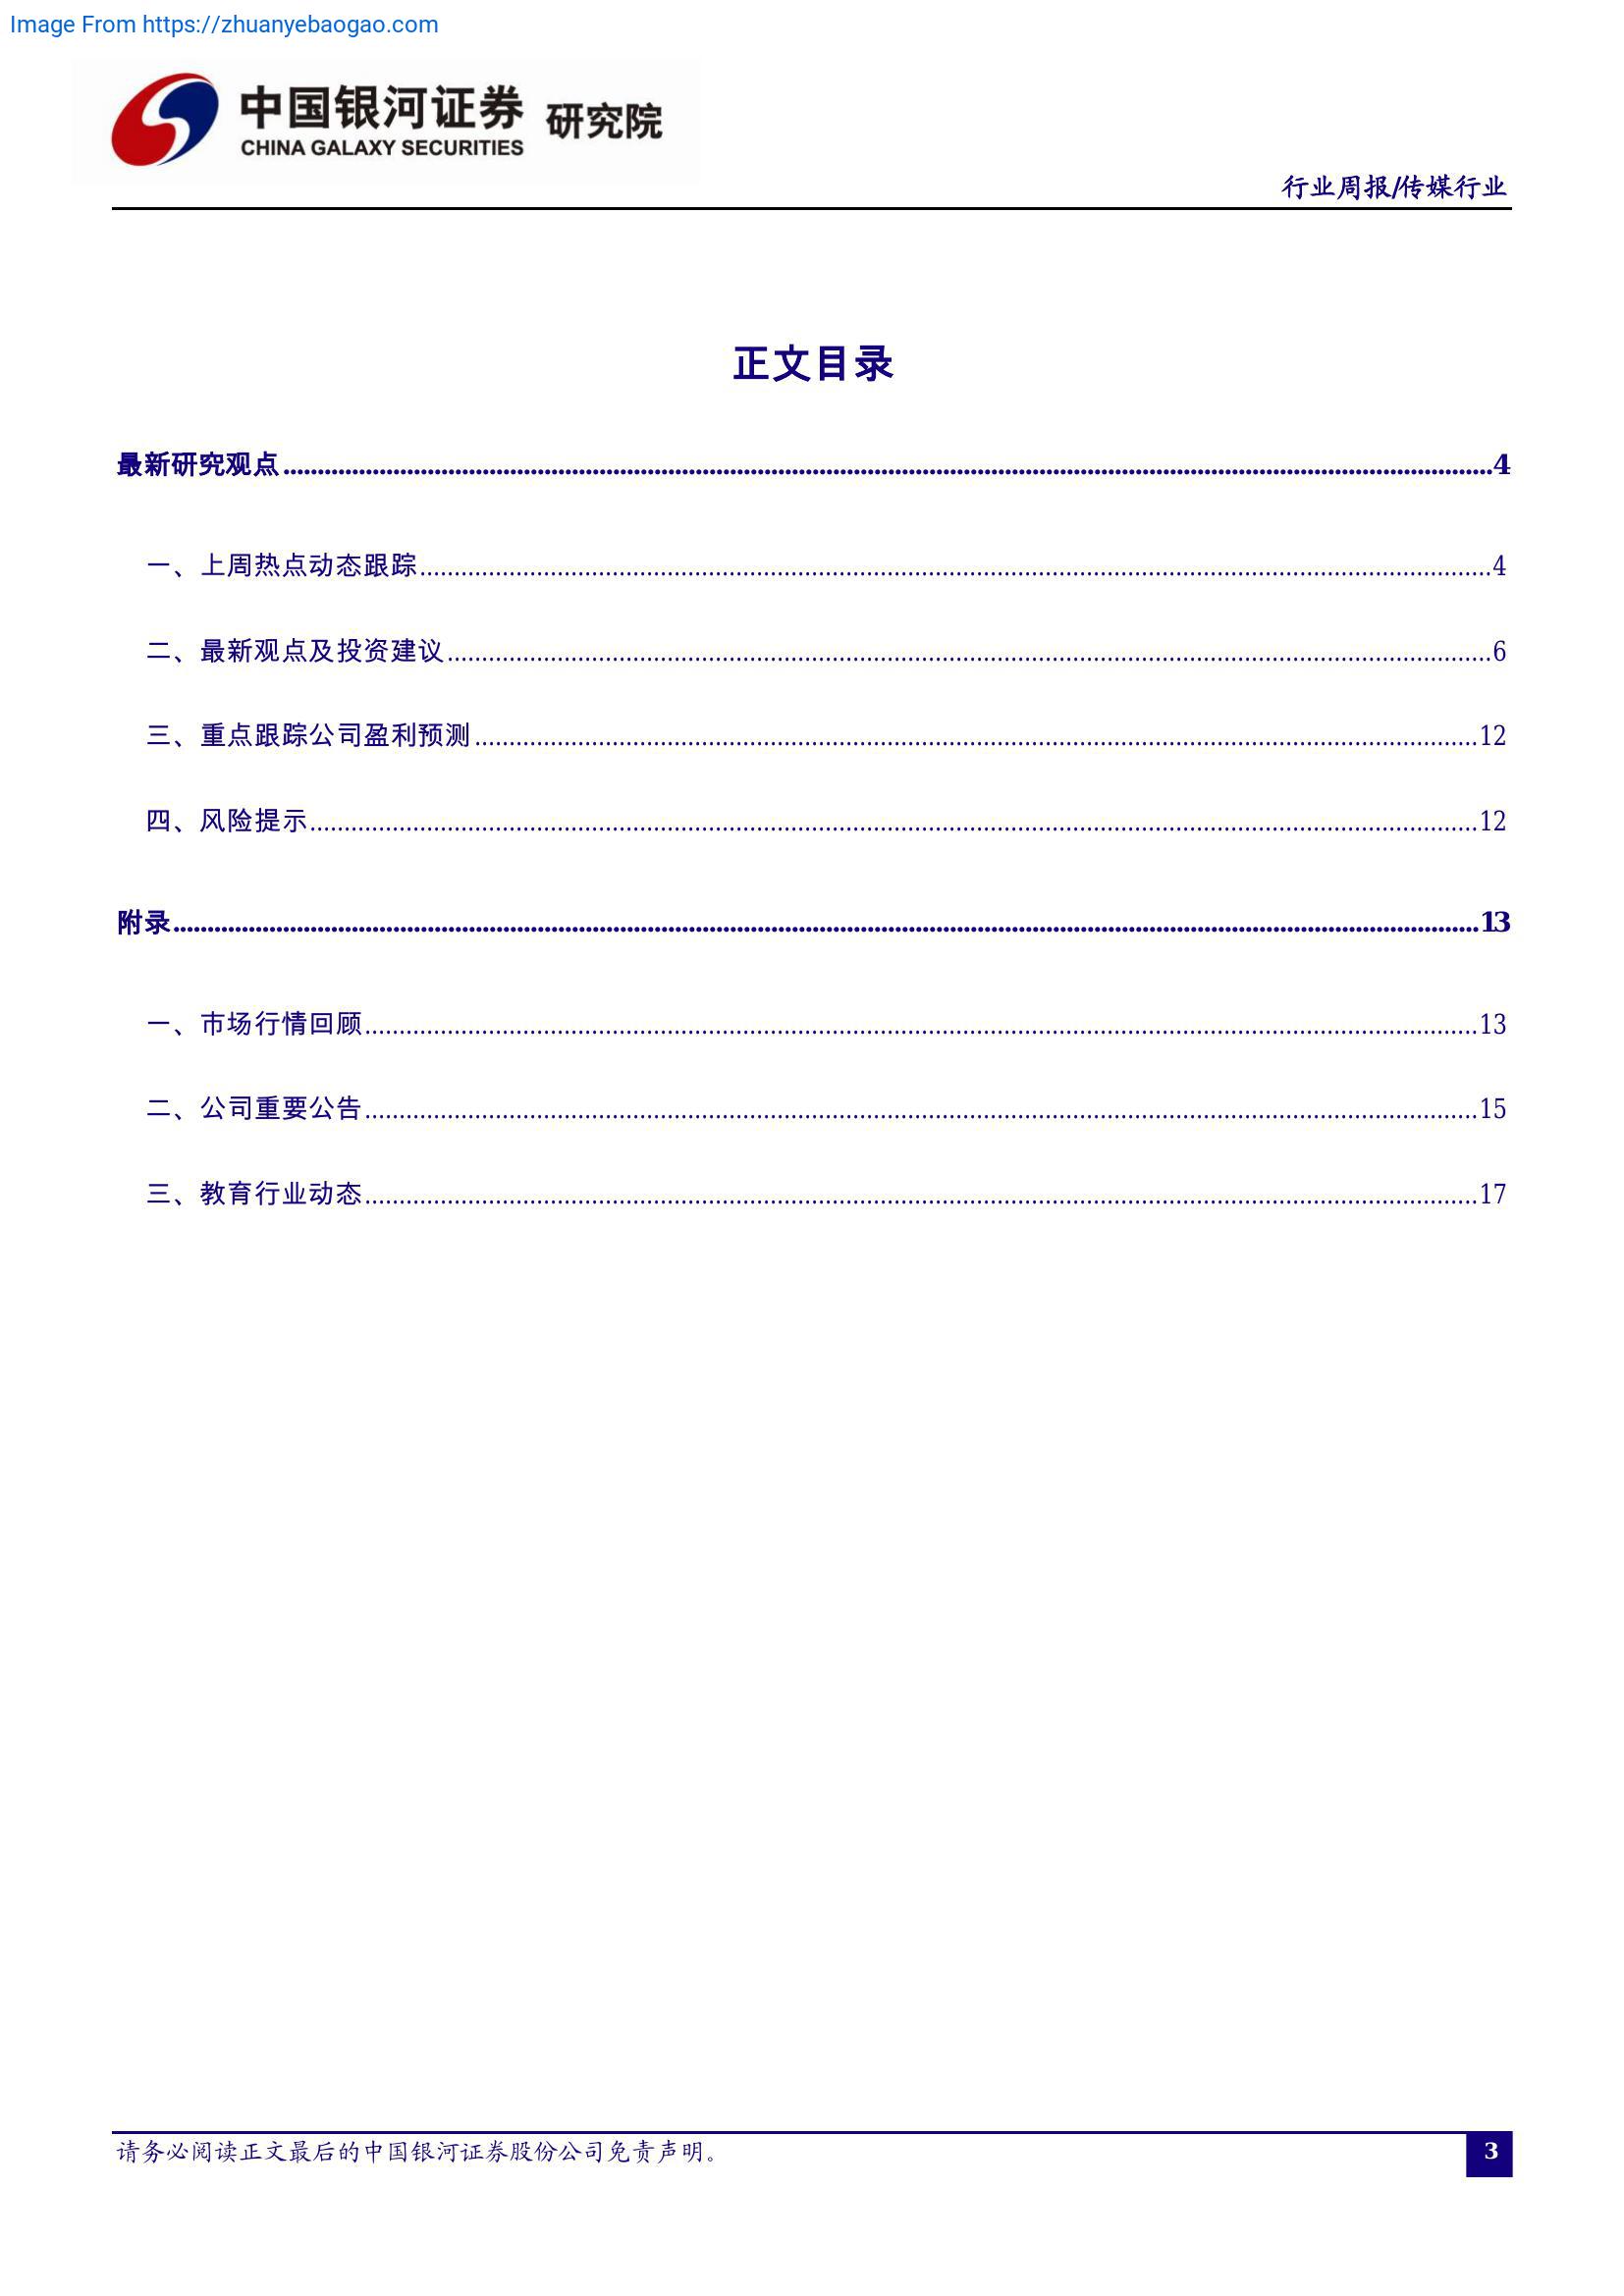 Image From https://zhuanyebaogao.com
中国银河证券 研究院
CHINA GALAXY SECURITIES
行业周报/传媒行业
正文目录
最新研究观点........................................4
一、上周热点动态跟踪........................................4
二、最新观点及投资建议........................................6
三、重点跟踪公司盈利预测........................................12
四、风险提示........................................12
附录........................................13
一、市场行情回顾........................................13
二、公司重要公告........................................15
三、教育行业动态........................................17
请务必阅读正文最后的中国银河证券股份公司免责声明。
3